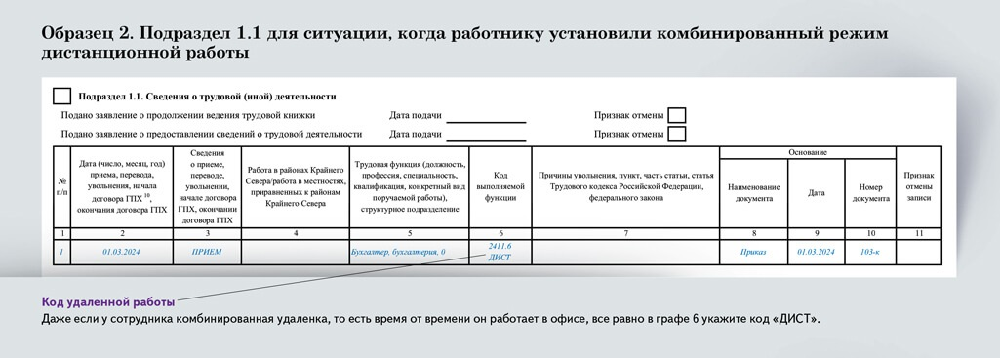 Образец 2. Подраздел 1.1 для ситуации, когда работнику установили комбинированный режим
дистанционной работы
Подраздел 1.1. Сведения о трудовой (иной) деятельности
Подано заявление о продолжении ведения трудовой книжки Дата подачи Признак отмены
Подано заявление о предоставлении сведений о трудовой деятельности Дата подачи Признак отмены
№
п/п
Дата (число, месяц, год)
приема, перевода,
увольнения, начала
договора ГПХ 10,
окончания договора ГПХ
Сведения
о приеме,
переводе,
увольнении,
начале договора
ГПХ, окончании
договора ГПХ
Работа в районах Крайнего
Севера/работа в местностях,
приравненных к районам
Крайнего Севера
Трудовая функция (должность,
профессия, специальность,
квалификация, конкретный вид
поручаемой работы),
структурное подразделение
Код
выполняемой
функции
Причины увольнения, пункт, часть статьи, статья
Трудового кодекса Российской Федерации,
федерального закона
Основание
Наименование
документа
Дата
Номер
документа
Признак
отмены
записи
1 2 3 4 5 6 7 8 9 10 11
1 01.03.2024 ПРИЕМ Бухгалтер, бухгалтерия, 0 2411.6 Приказ 01.03.2024 103-к
ДИСТ
Код удаленной работы
Даже если у сотрудника комбинированная удаленка, то есть время от времени он работает в офисе, все равно в графе 6 укажите код «ДИСТ».